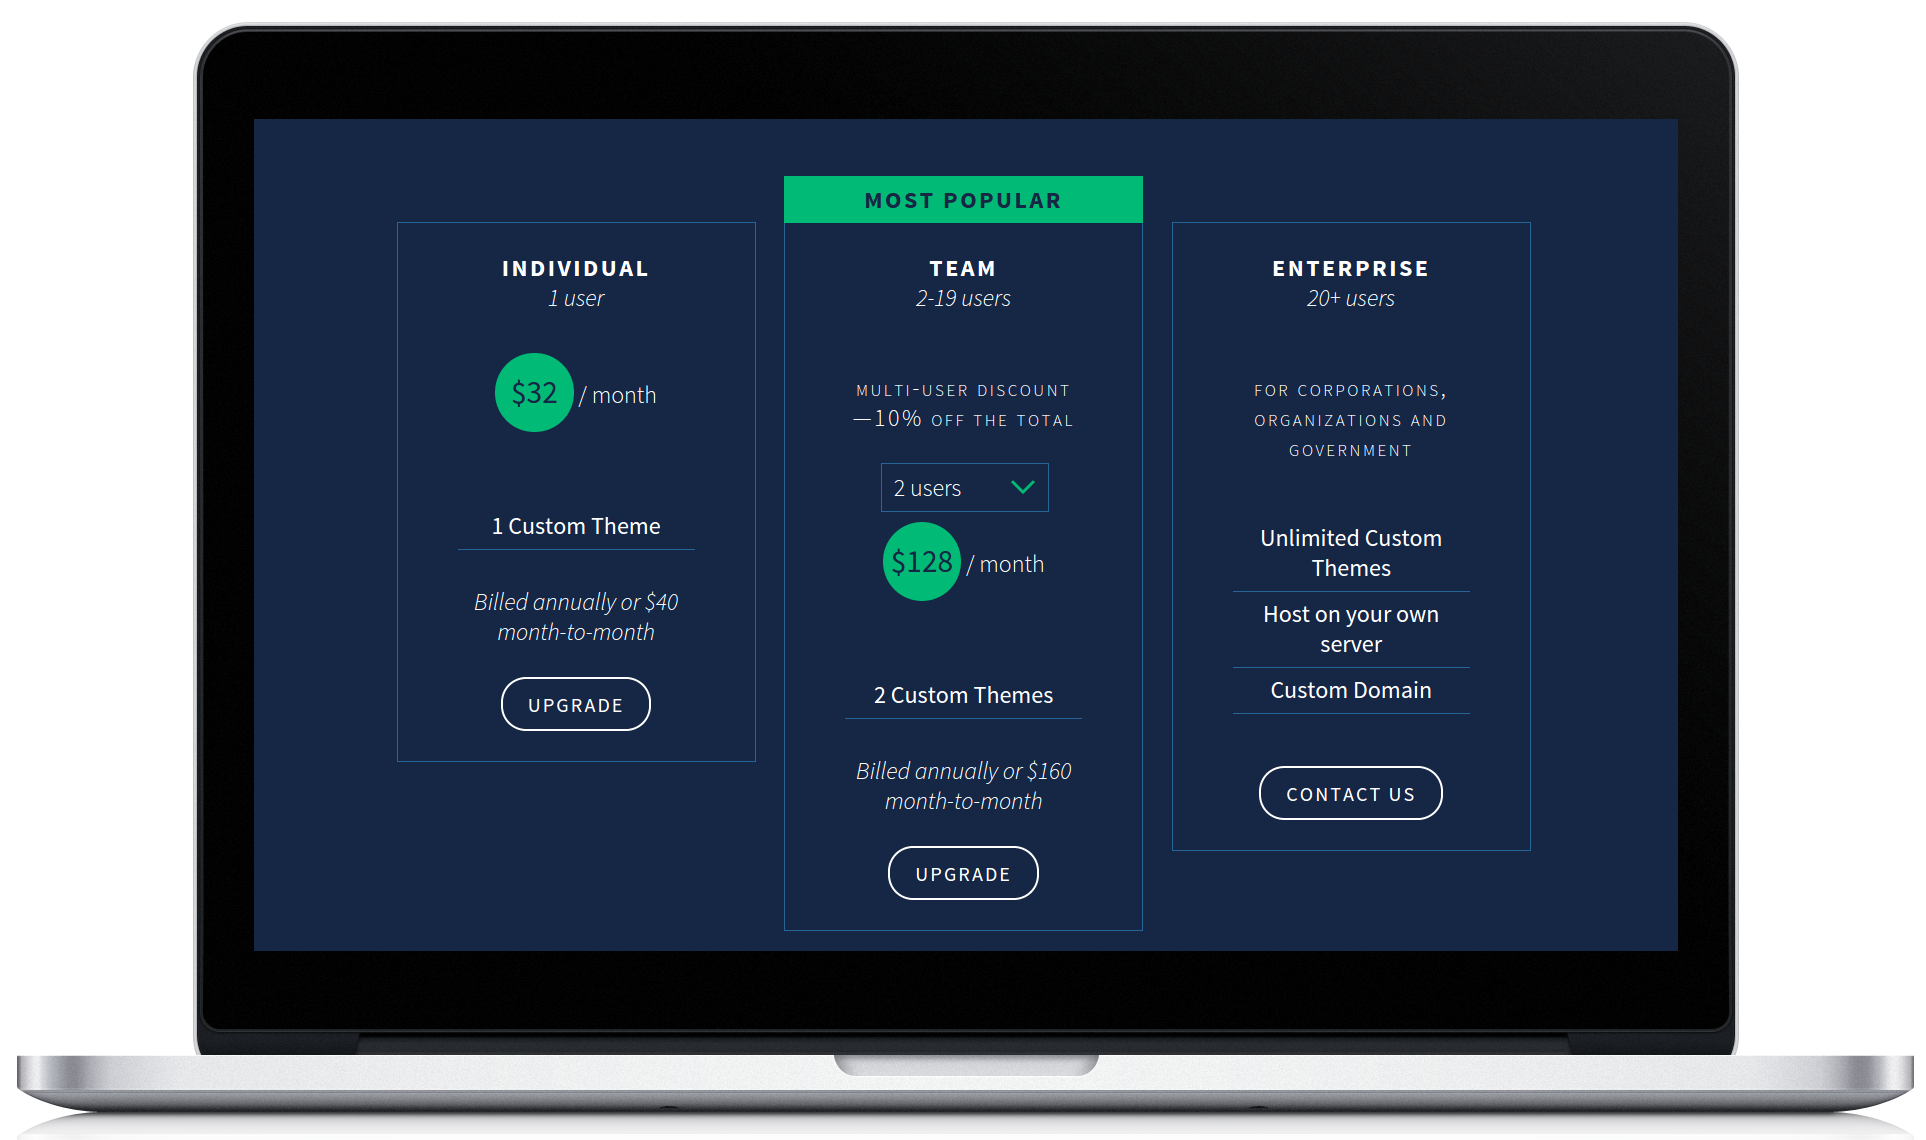 INDIVIDUAL
1 user
$32 / month
1 Custom Theme
Billed annually or $40
month-to-month
UPGRADE
MOST POPULAR
TEAM
2-19 users
MULTI-USER DISCOUNT
—10% OFF THE TOTAL
2 users
$128 / month
2 Custom Themes
Billed annually or $160
month-to-month
UPGRADE
ENTERPRISE
20+ users
FOR CORPORATIONS,
ORGANIZATIONS AND
GOVERNMENT
Unlimited Custom
Themes
Host on your own
server
Custom Domain
CONTACT US